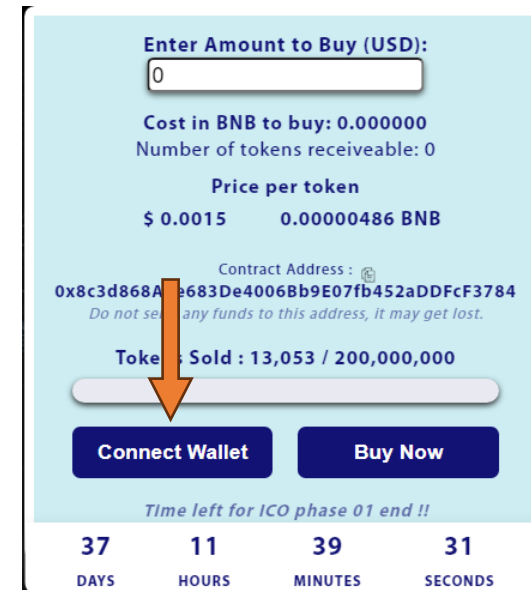 Enter Amount to Buy (USD):
0
Cost in BNB to buy: 0.000000
Number of tokens receiveable: 0
Price per token
$ 0.0015 0.00000486 BNB
Contract Address :
Do not any funds to this address, it may get lost.
Sold : 13,053 / 200,000,000
Connect Wallet Buy Now
Time left for ICO phase 01 end !!
37 11 39 31
DAYS HOURS MINUTES SECONDS